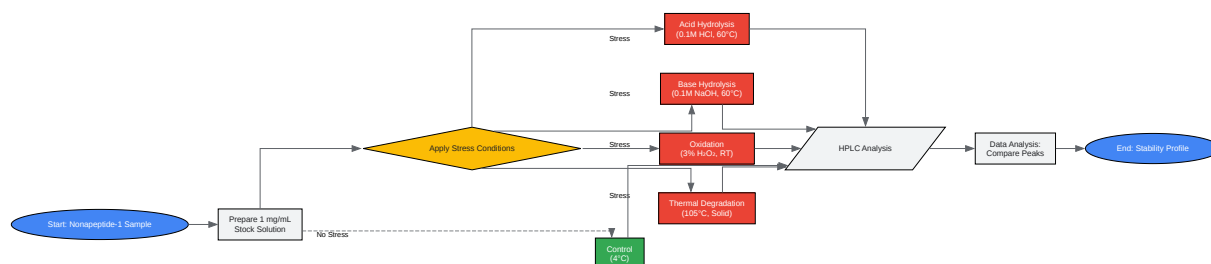 Start: Nonapeptide-1 Sample
Prepare 1 mg/mL
Stock Solution
No Stress
Apply Stress Conditions
Stress
Stress
Stress
Stress
Acid Hydrolysis
(0.1M HCl, 60°C)
Base Hydrolysis
(0.1M NaOH, 60°C)
Oxidation
(3% H₂O₂, RT)
Thermal Degradation
(105°C, Solid)
Control
(4°C)
HPLC Analysis
Data Analysis:
Compare Peaks
End: Stability Profile